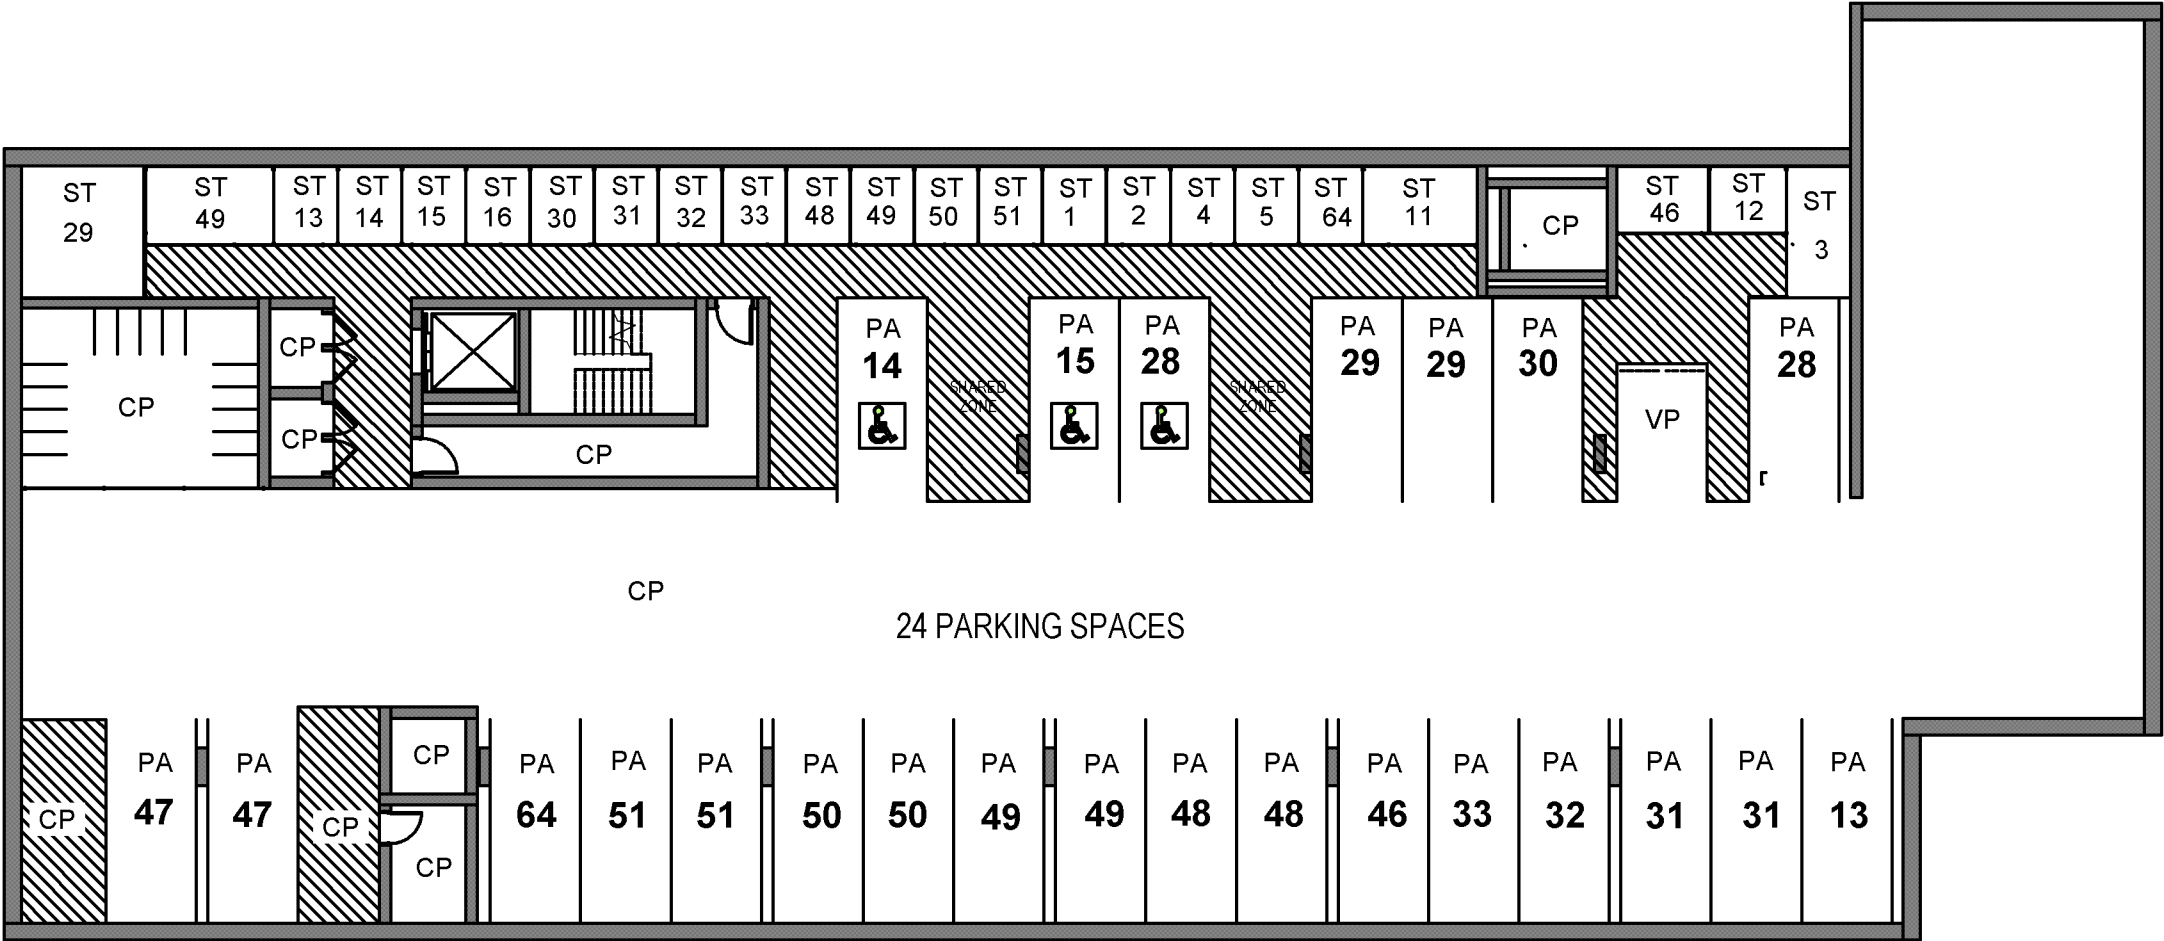 ST
29
ST
49
ST
13
ST
14
ST
15
ST
16
ST
30
ST
31
ST
32
ST
33
ST
48
ST
49
ST
50
ST
51
ST
1
ST
2
ST
4
ST
5
ST
64
ST
11
CP
ST
46
ST
12
ST
3
CP
CP
CP
CP
PA
14
SHARED
ZONE
PA
15
PA
28
SHARED
ZONE
PA
29
PA
29
PA
30
VP
PA
28
CP
24 PARKING SPACES
CP
PA
47
PA
47
CP
CP
CP
PA
64
PA
51
PA
51
PA
50
PA
50
PA
49
PA
49
PA
48
PA
48
PA
46
PA
33
PA
32
PA
31
PA
31
PA
13